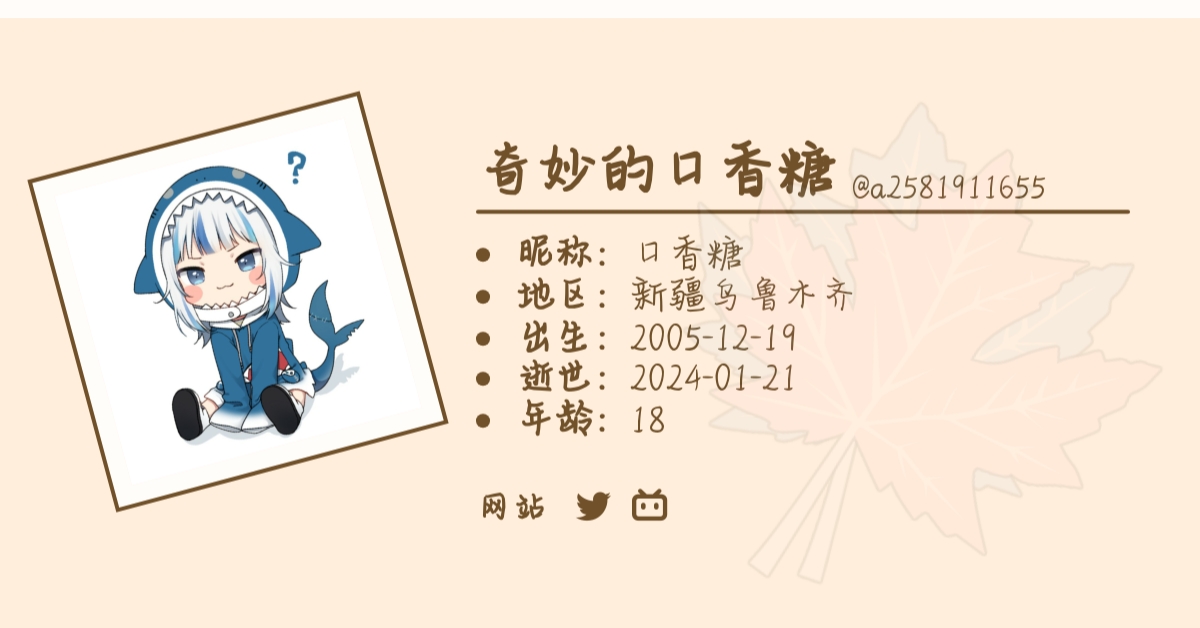 ?
奇妙的口香糖 @a2581911655
昵称： 口香糖
地区： 新疆乌鲁木齐
出生： 2005-12-19
逝世： 2024-01-21
年龄： 18
网站